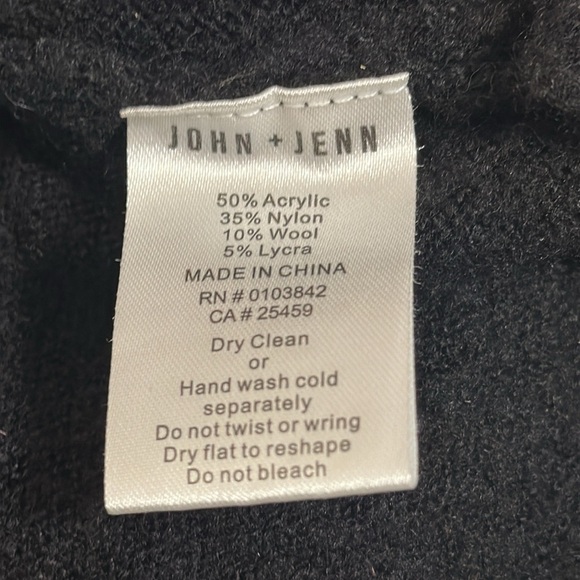 JOHN + JENN
50% Acrylic
35% Nylon
10% Wool
5% Lycra
MADE IN CHINA
RN # 0103842
CA # 25459
Dry Clean
or
Hand wash cold
separately
Do not twist or wring
Dry flat to reshape
Do not bleach